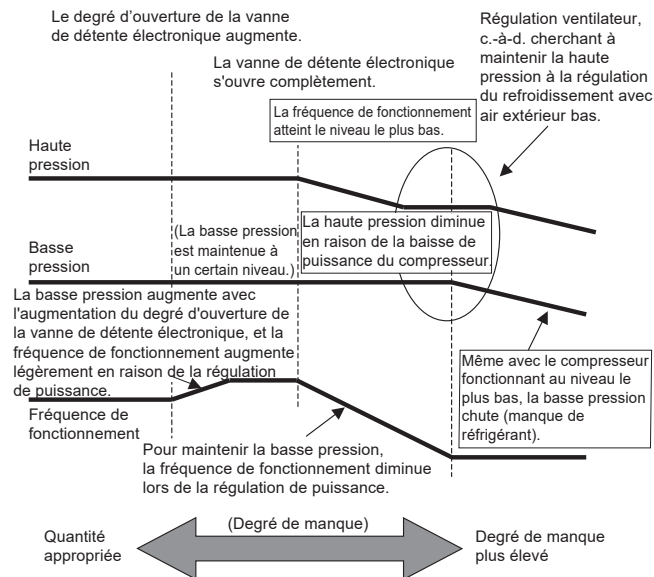 Le degré d'ouverture de la vanne
de détente électronique augmente.
La vanne de détente électronique
s'ouvre complètement.
Régulation ventilateur,
c.-à-d. cherchant à
maintenir la haute
pression à la régulation
du refroidissement avec
air extérieur bas.
La fréquence de fonctionnement
atteint le niveau le plus bas.
Haute
pression
(La basse pression
est maintenue à
un certain niveau.)
La haute pression diminue
en raison de la baisse de
puissance du compresseur.
Basse
pression
La basse pression augmente avec
l'augmentation du degré d'ouverture de
la vanne de détente électronique, et la
fréquence de fonctionnement augmente
légèrement en raison de la régulation
de puissance.
Même avec le compresseur
fonctionnant au niveau le
plus bas, la basse pression
chute (manque de
réfrigérant).
Fréquence de
fonctionnement
Pour maintenir la basse pression,
la fréquence de fonctionnement diminue
lors de la régulation de puissance.
Quantité
appropriée
(Degré de manque)
Degré de manque
plus élevé